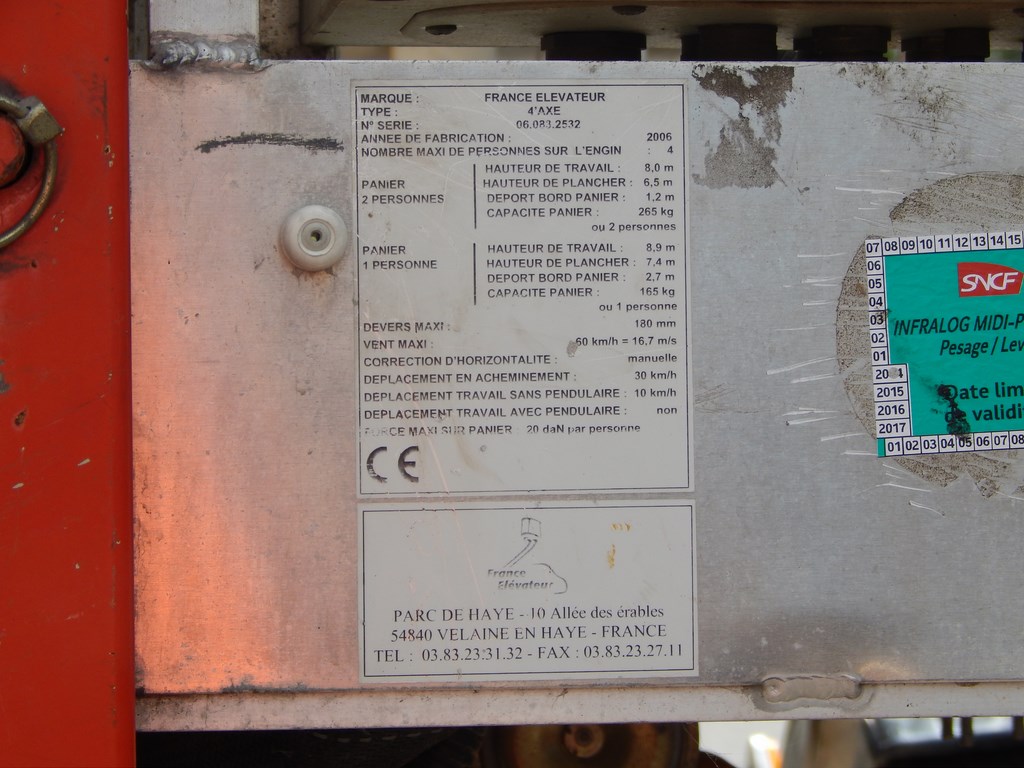 MARQUE : FRANCE ELEVATEUR
TYPE : 4'AXE
N° SERIE : 06.083.2532
ANNEE DE FABRICATION : 2006
NOMBRE MAXI DE PERSONNES SUR L'ENGIN : 4
PANIER
2 PERSONNES
HAUTEUR DE TRAVAIL : 8,0 m
HAUTEUR DE PLANCHER : 6,5 m
DEPORT BORD PANIER : 1,2 m
CAPACITE PANIER : 265 kg
ou 2 personnes
PANIER
1 PERSONNE
HAUTEUR DE TRAVAIL : 8,9 m
HAUTEUR DE PLANCHER : 7,4 m
DEPORT BORD PANIER : 2,7 m
CAPACITE PANIER : 165 kg
ou 1 personne
DEVERS MAXI : 180 mm
VENT MAXI : 60 km/h = 16,7 m/s
CORRECTION D'HORIZONTALITE : manuelle
DEPLACEMENT EN ACHEMINEMENT : 30 km/h
DEPLACEMENT TRAVAIL SANS PENDULAIRE : 10 km/h
DEPLACEMENT TRAVAIL AVEC PENDULAIRE : non
FORCE MAXI SUR PANIER 20 daN par personne
CE
France
Elévateur
PARC DE HAYE - 10 Allée des érables
54840 VELAINE EN HAYE - FRANCE
TEL : 03.83.23.31.32 - FAX : 03.83.23.27.11
07 08 09 10 11 12 13 14 15
06
05
04
03
02
01
2014
2015
2016
2017
01 02 03 04 05 06 07 08
SNCF
INFRALOG MIDI-P
Pesage / Lev
Date lim
de validi